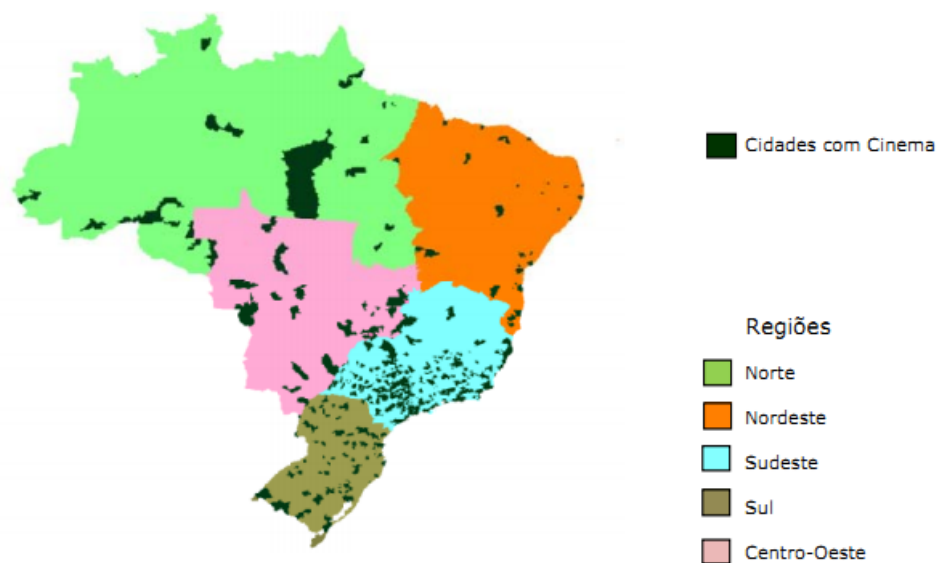 Cidades com Cinema
Regiões
Norte
Nordeste
Sudeste
Sul
Centro-Oeste